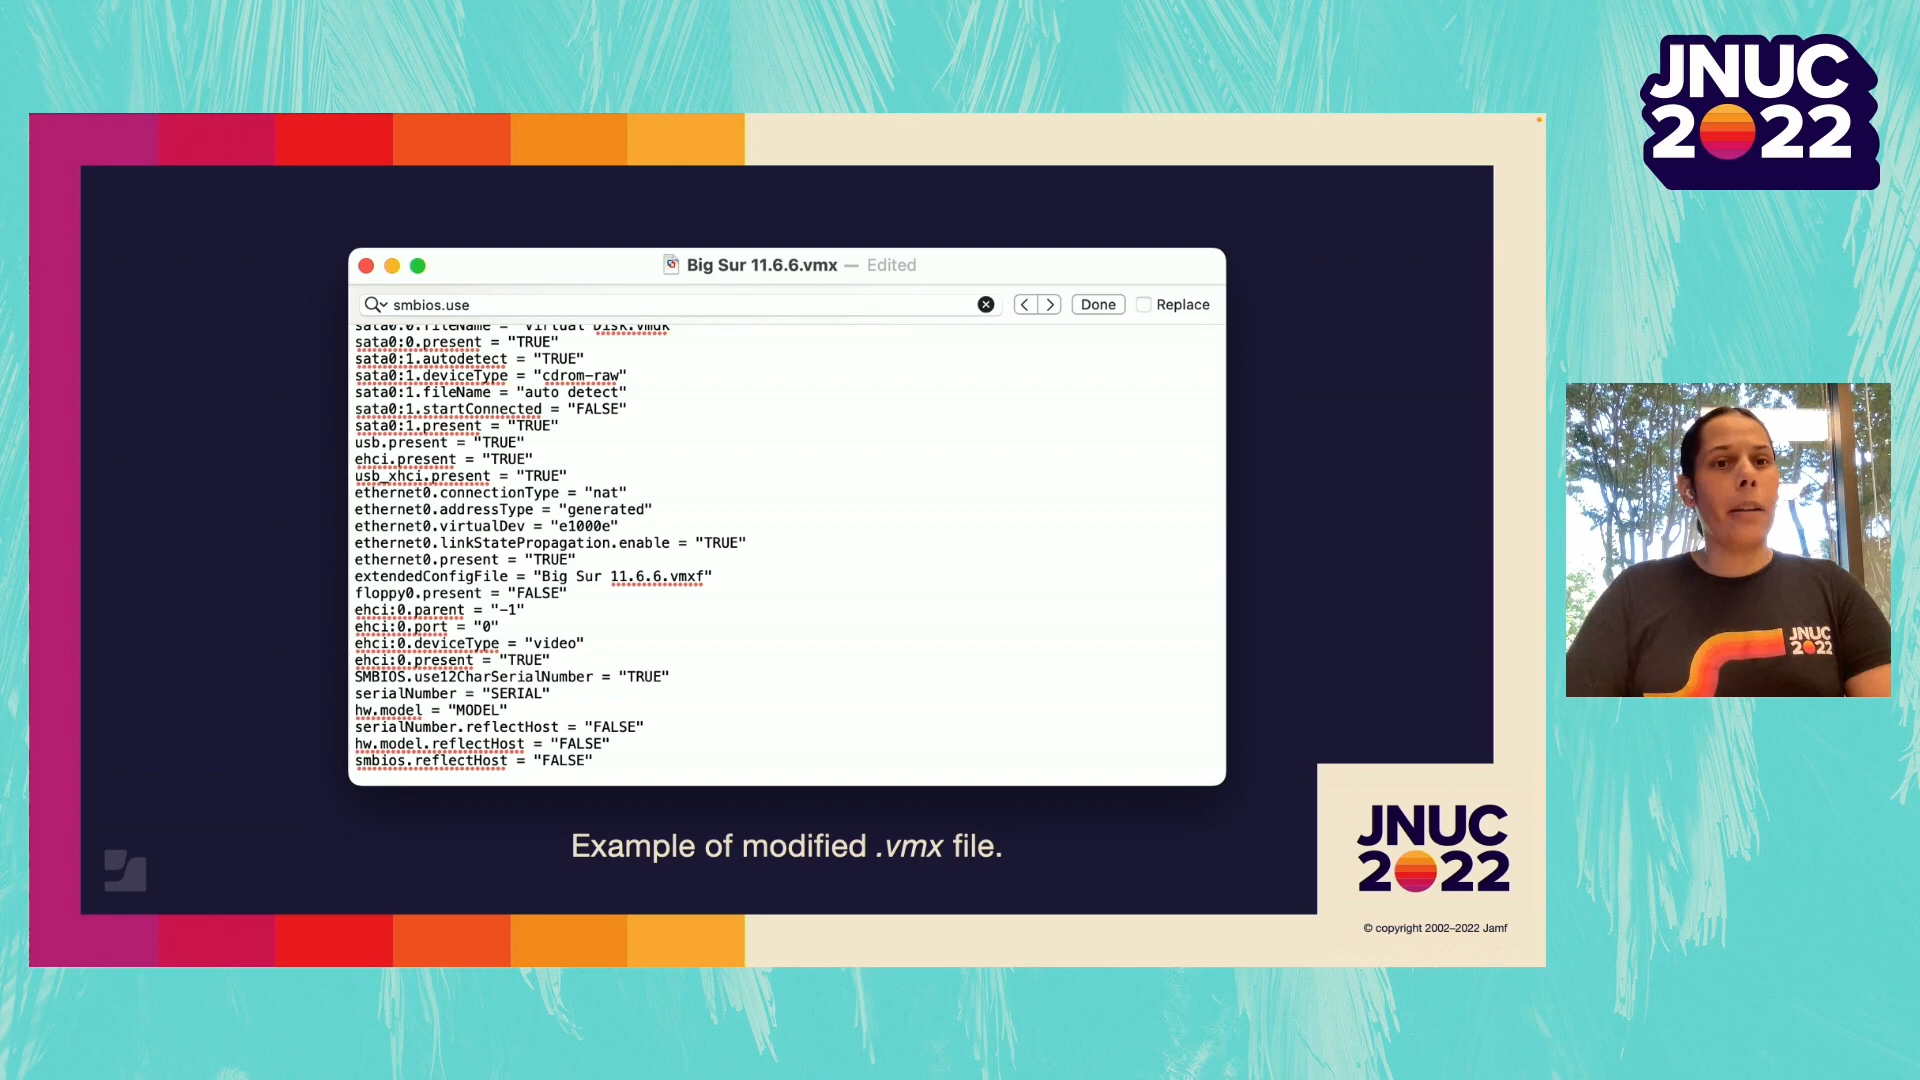 JNUC
2022
Big Sur 11.6.6.vmx — Edited
smbios.use
Done
Replace
sata0:0.fileName = "Virtual Disk.vmdk"
sata0:0.present = "TRUE"
sata0:1.autodetect = "TRUE"
sata0:1.deviceType = "cdrom-raw"
sata0:1.fileName = "auto detect"
sata0:1.startConnected = "FALSE"
sata0:1.present = "TRUE"
usb.present = "TRUE"
ehci.present = "TRUE"
usb_xhci.present = "TRUE"
ethernet0.connectionType = "nat"
ethernet0.addressType = "generated"
ethernet0.virtualDev = "e1000e"
ethernet0.linkStatePropagation.enable = "TRUE"
ethernet0.present = "TRUE"
extendedConfigFile = "Big Sur 11.6.6.vmxf"
floppy0.present = "FALSE"
ehci:0.parent = "-1"
ehci:0.port = "0"
ehci:0.deviceType = "video"
ehci:0.present = "TRUE"
SMBIOS.use12CharSerialNumber = "TRUE"
serialNumber = "SERIAL"
hw.model = "MODEL"
serialNumber.reflectHost = "FALSE"
hw.model.reflectHost = "FALSE"
smbios.reflectHost = "FALSE"
Example of modified .vmx file.
JNUC
2022
© copyright 2002–2022 Jamf
JNUC
2022